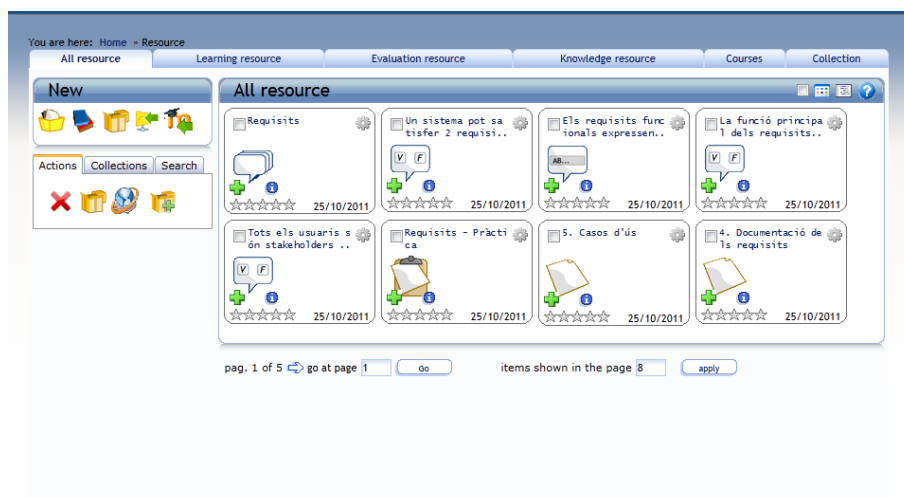 You are here: Home » Resource
All resource Learning resource Evaluation resource Knowledge resource Courses Collection
New
All resource
Actions Collections Search
Requisits
25/10/2011
Un sistema pot sa
tisfer 2 requisi..
V F
25/10/2011
Els requisits func
ionals expressen..
AB...
25/10/2011
La funció principa
l dels requisits..
V F
25/10/2011
Tots els usuaris s
ón stakeholders ..
V F
25/10/2011
Requisits - Pràcti
ca
25/10/2011
5. Casos d'ús
25/10/2011
4. Documentació de
ls requisits
25/10/2011
pag. 1 of 5 go at page 1 Go items shown in the page 8 apply